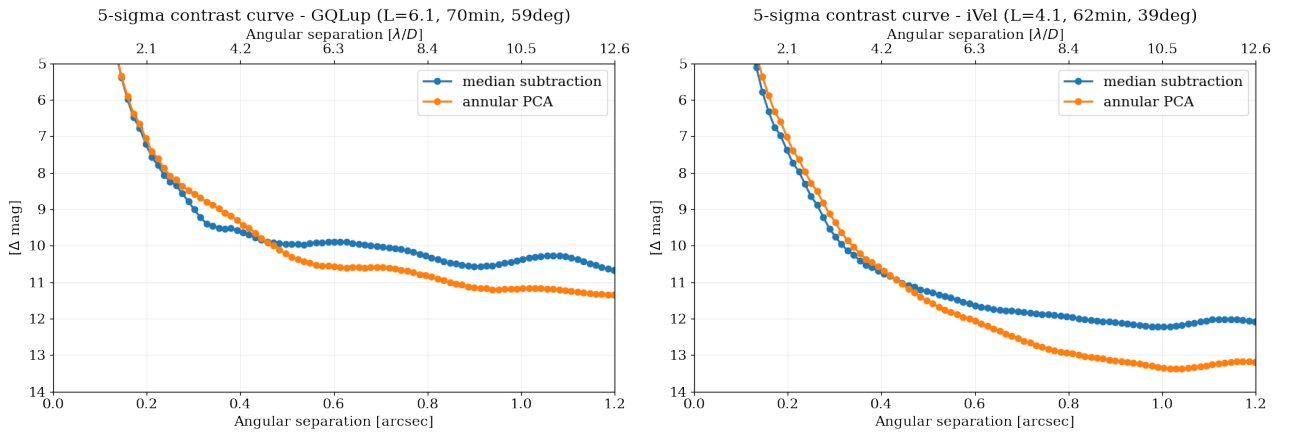 5-sigma contrast curve - GQLup (L=6.1, 70min, 59deg)
Angular separation [λ/D]
2.1 4.2 6.3 8.4 10.5 12.6
median subtraction
annular PCA
[Δ mag]
5
6
7
8
9
10
11
12
13
14
0.0 0.2 0.4 0.6 0.8 1.0 1.2
Angular separation [arcsec]
5-sigma contrast curve - iVel (L=4.1, 62min, 39deg)
Angular separation [λ/D]
2.1 4.2 6.3 8.4 10.5 12.6
median subtraction
annular PCA
[Δ mag]
5
6
7
8
9
10
11
12
13
14
0.0 0.2 0.4 0.6 0.8 1.0 1.2
Angular separation [arcsec]